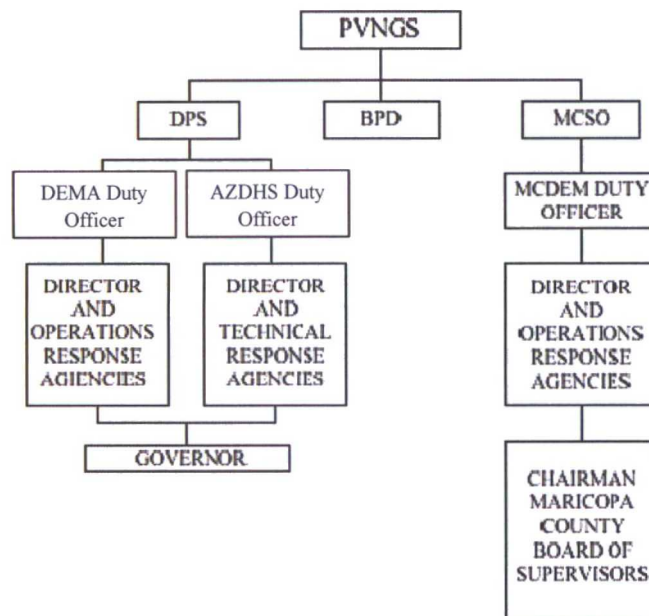 PVNGS
DPS
BPD
MCSO
DEMA Duty
Officer
AZDHS Duty
Officer
MCDEM DUTY
OFFICER
DIRECTOR
AND
OPERATIONS
RESPONSE
AGIENCIES
DIRECTOR
AND
TECHNICAL
RESPONSE
AGENCIES
DIRECTOR
AND
OPERATIONS
RESPONSE
AGENCIES
GOVERNOR
CHAIRMAN
MARICOPA
COUNTY
BOARD OF
SUPERVISORS